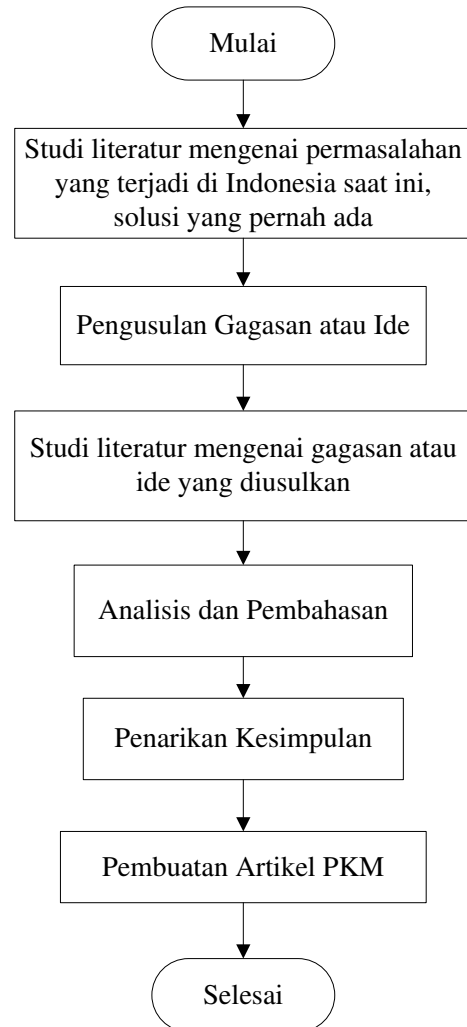 Mulai
Studi literatur mengenai permasalahan
yang terjadi di Indonesia saat ini,
solusi yang pernah ada
Pengusulan Gagasan atau Ide
Studi literatur mengenai gagasan atau
ide yang diusulkan
Analisis dan Pembahasan
Penarikan Kesimpulan
Pembuatan Artikel PKM
Selesai